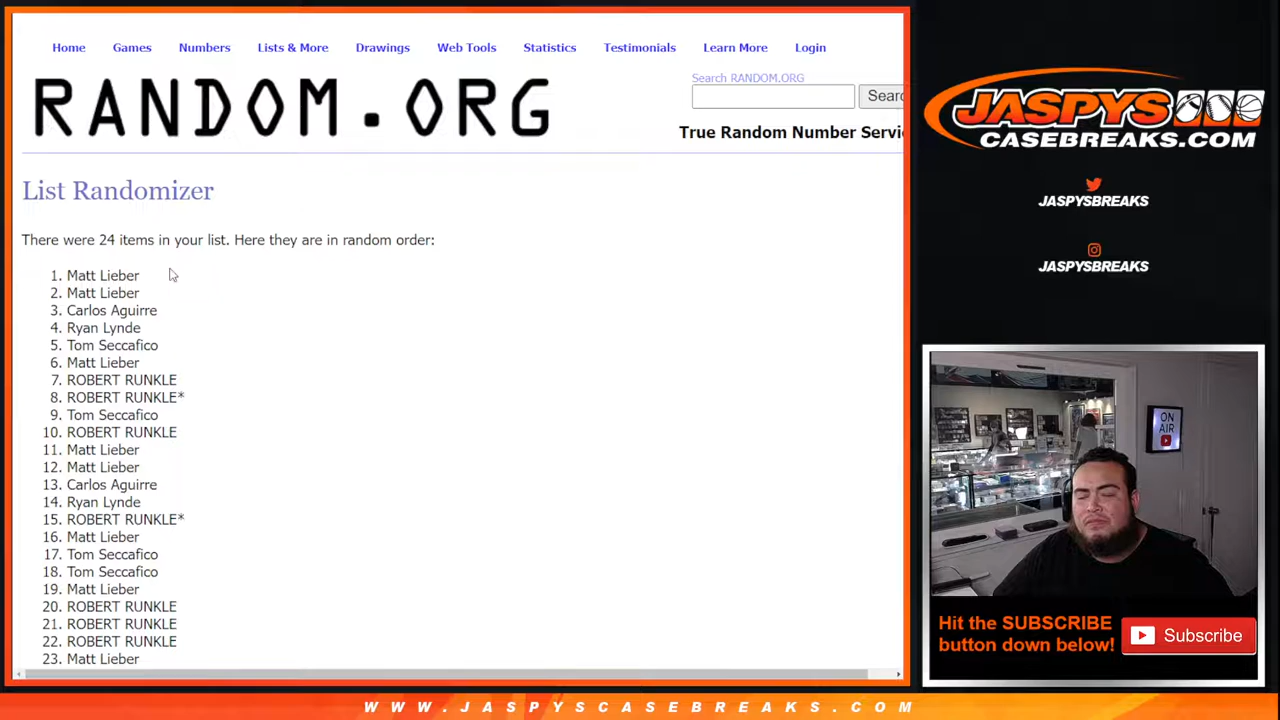 Home Games Numbers Lists & More Drawings Web Tools Statistics Testimonials Learn More Login
RANDOM.ORG
Search RANDOM.ORG
Searc
True Random Number Servi
List Randomizer
There were 24 items in your list. Here they are in random order:
1. Matt Lieber
2. Matt Lieber
3. Carlos Aguirre
4. Ryan Lynde
5. Tom Seccafico
6. Matt Lieber
7. ROBERT RUNKLE
8. ROBERT RUNKLE*
9. Tom Seccafico
10. ROBERT RUNKLE
11. Matt Lieber
12. Matt Lieber
13. Carlos Aguirre
14. Ryan Lynde
15. ROBERT RUNKLE*
16. Matt Lieber
17. Tom Seccafico
18. Tom Seccafico
19. Matt Lieber
20. ROBERT RUNKLE
21. ROBERT RUNKLE
22. ROBERT RUNKLE
23. Matt Lieber
JASPYS
CASEBREAKS.COM
JASPYSBREAKS
JASPYSBREAKS
ON
AIR
Hit the SUBSCRIBE
button down below!
Subscribe
WWW.JASPYSCASEBREAKS.COM